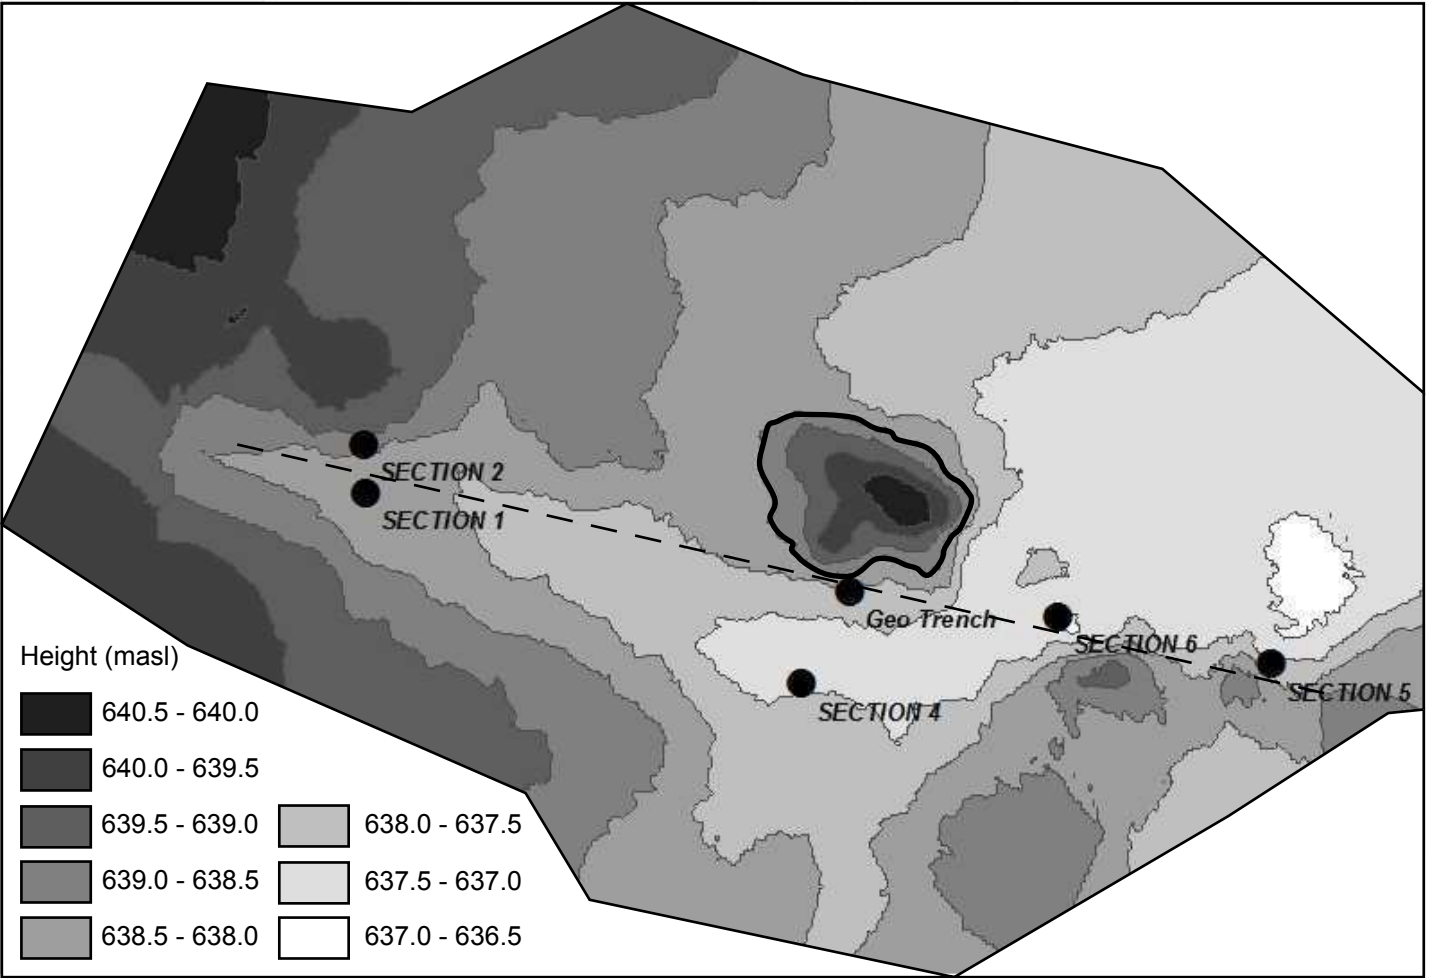 SECTION 2
SECTION 1
Geo Trench
SECTION 6
SECTION 5
SECTION 4
Height (masl)
640.5 - 640.0
640.0 - 639.5
639.5 - 639.0
639.0 - 638.5
638.5 - 638.0
638.0 - 637.5
637.5 - 637.0
637.0 - 636.5